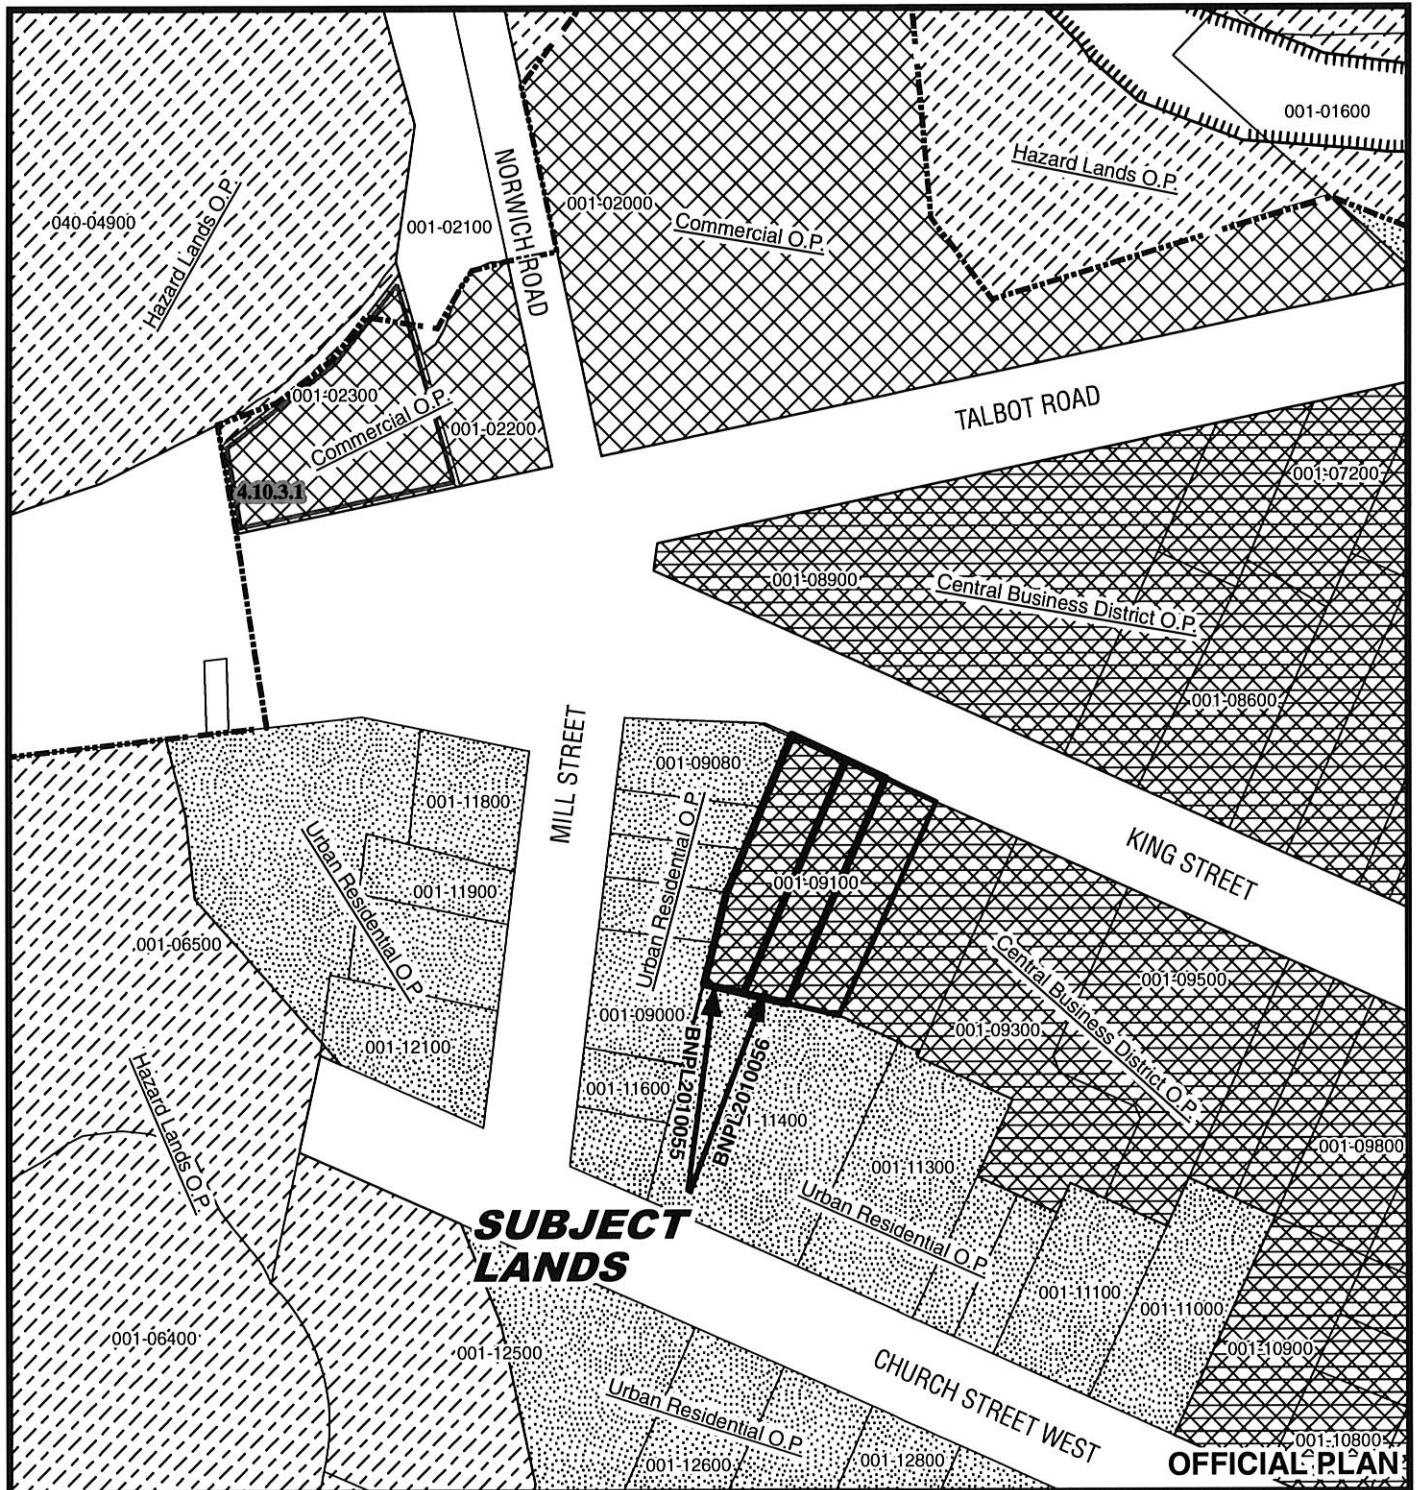 001-01600
Hazard Lands O.P.
NORWICH ROAD
040-04900
Hazard Lands O.P.
001-02100
001-02000
Commercial O.P.
001-02300
Commercial O.P.
001-02200
TALBOT ROAD
4.10.3.1
001-07200
001-08900
Central Business District O.P.
001-08600
MILL STREET
001-09080
001-11800
Urban Residential O.P.
Urban Residential O.P.
KING STREET
001-11900
001-09100
001-06500
Central Business District O.P.
001-09500
001-09000
001-09300
001-12100
BNPL2010055
BNPL2010056
Hazard Lands O.P.
001-11600
1-11400
001-11300
001-09800
Urban Residential O.P.
SUBJECT
LANDS
001-11100
001-11000
001-06400
001-12500
001-10900
CHURCH STREET WEST
Urban Residential O.P.
001-12600
001-12800
001-10800
OFFICIAL PLAN